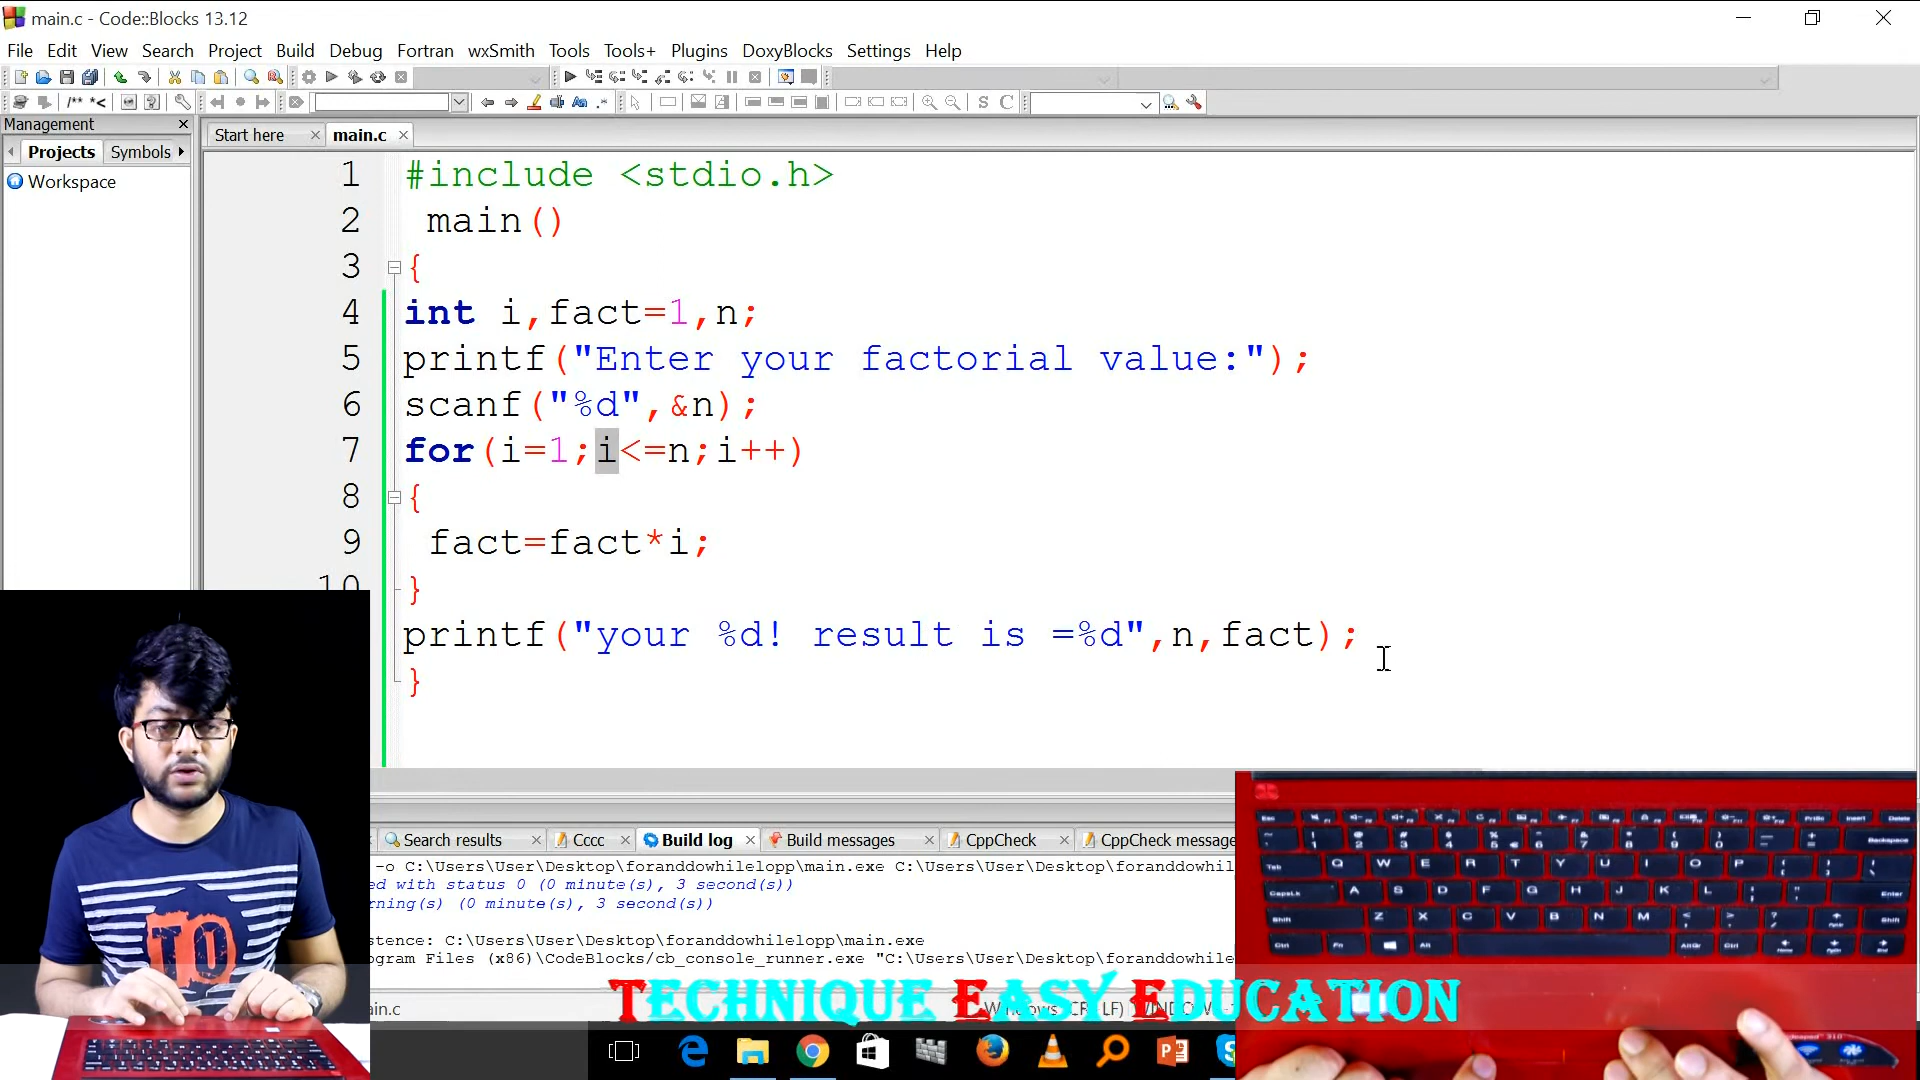 main.c - Code::Blocks 13.12
File Edit View Search Project Build Debug Fortran wxSmith Tools Tools+ Plugins DoxyBlocks Settings Help
/** *<
S C
Management
Projects Symbols
Workspace
Start here main.c
1 #include <stdio.h>
2 main()
3 {
4 int i,fact=1,n;
5 printf("Enter your factorial value:");
6 scanf("%d",&n);
7 for(i=1;i<=n;i++)
8 {
9 fact=fact*i;
10 }
printf("your %d! result is =%d",n,fact);
}
Search results Cccc Build log Build messages CppCheck CppCheck message
-o C:\Users\User\Desktop\foranddowhilelopp\main.exe C:\Users\User\Desktop\foranddowhilel
ed with status 0 (0 minute(s), 3 second(s))
rning(s) (0 minute(s), 3 second(s))
istence: C:\Users\User\Desktop\foranddowhilelopp\main.exe
ogram Files (x86)\CodeBlocks/cb_console_runner.exe "C:\Users\User\Desktop/foranddowhilel
TECHNIQUE EASY EDUCATION
ain.c